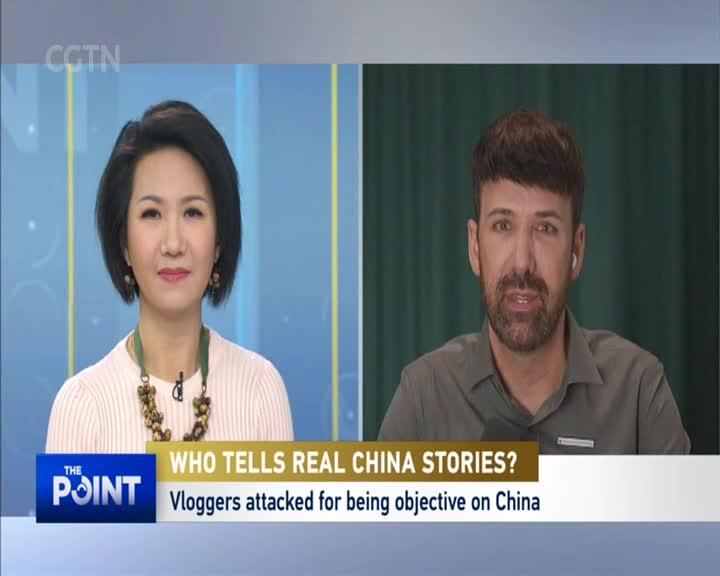 CGTN
WHO TELLS REAL CHINA STORIES?
THE
POINT
Vloggers attacked for being objective on China